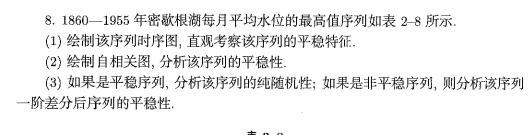 8. 1860—1955 年密歇根湖每月平均水位的最高值序列如表 2–8 所示.
(1) 绘制该序列时序图, 直观考察该序列的平稳特征.
(2) 绘制自相关图, 分析该序列的平稳性.
(3) 如果是平稳序列, 分析该序列的纯随机性; 如果是非平稳序列, 则分析该序列
一阶差分后序列的平稳性.